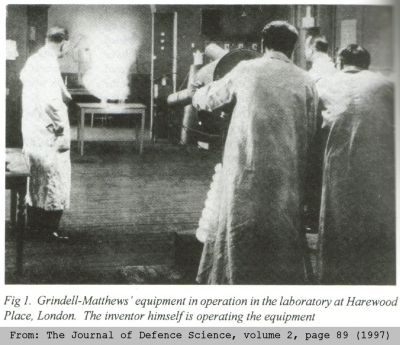 Fig 1. Grindell-Matthews' equipment in operation in the laboratory at Harewood
Place, London. The inventor himself is operating the equipment
From: The Journal of Defence Science, volume 2, page 89 (1997)